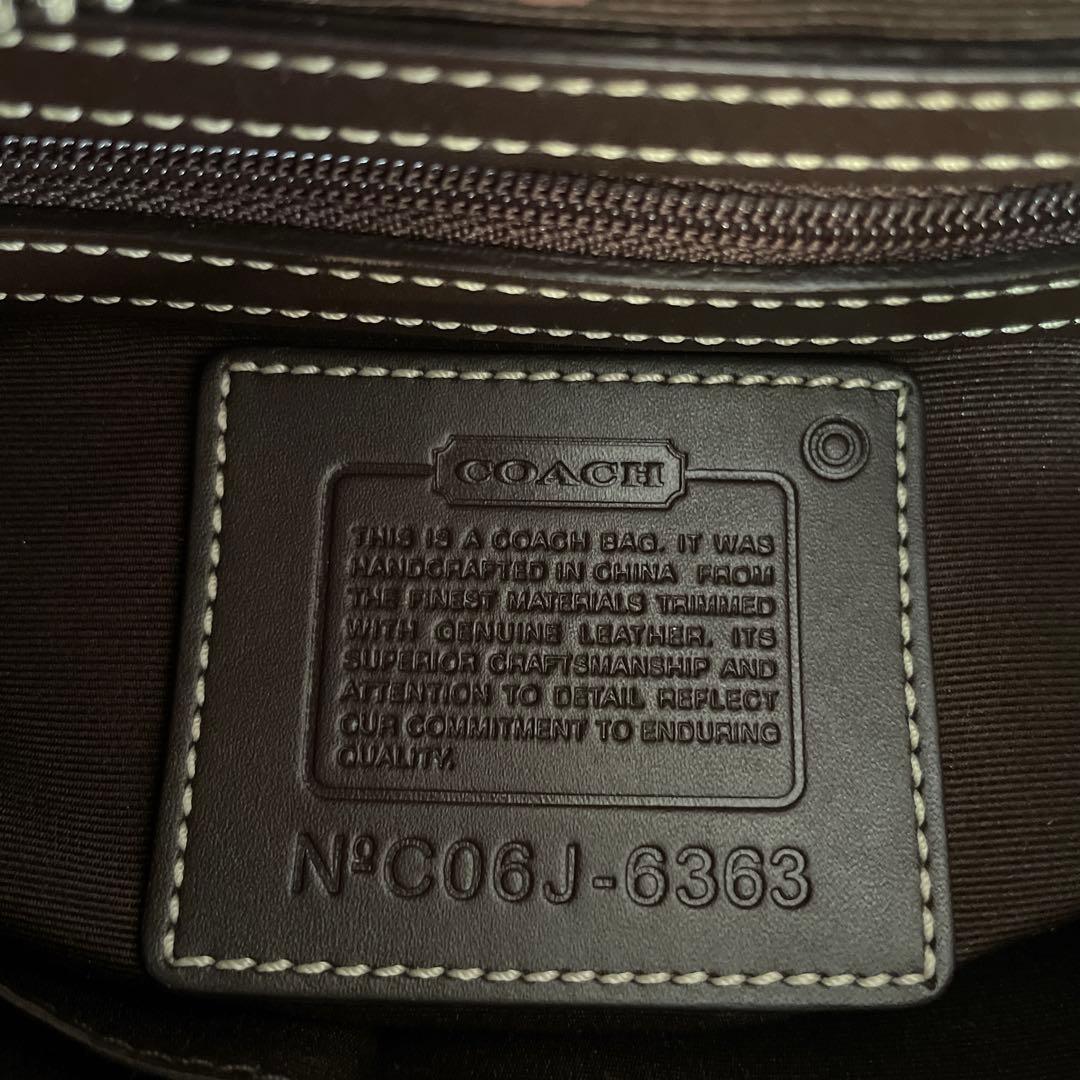 COACH
THIS IS A COACH BAG. IT WAS
HANDCRAFTED IN CHINA FROM
THE FINEST MATERIALS TRIMMED
WITH GENUINE LEATHER. ITS
SUPERIOR CRAFTSMANSHIP AND
ATTENTION TO DETAIL REFLECT
OUR COMMITMENT TO ENDURING
QUALITY.
NºC06J-6363